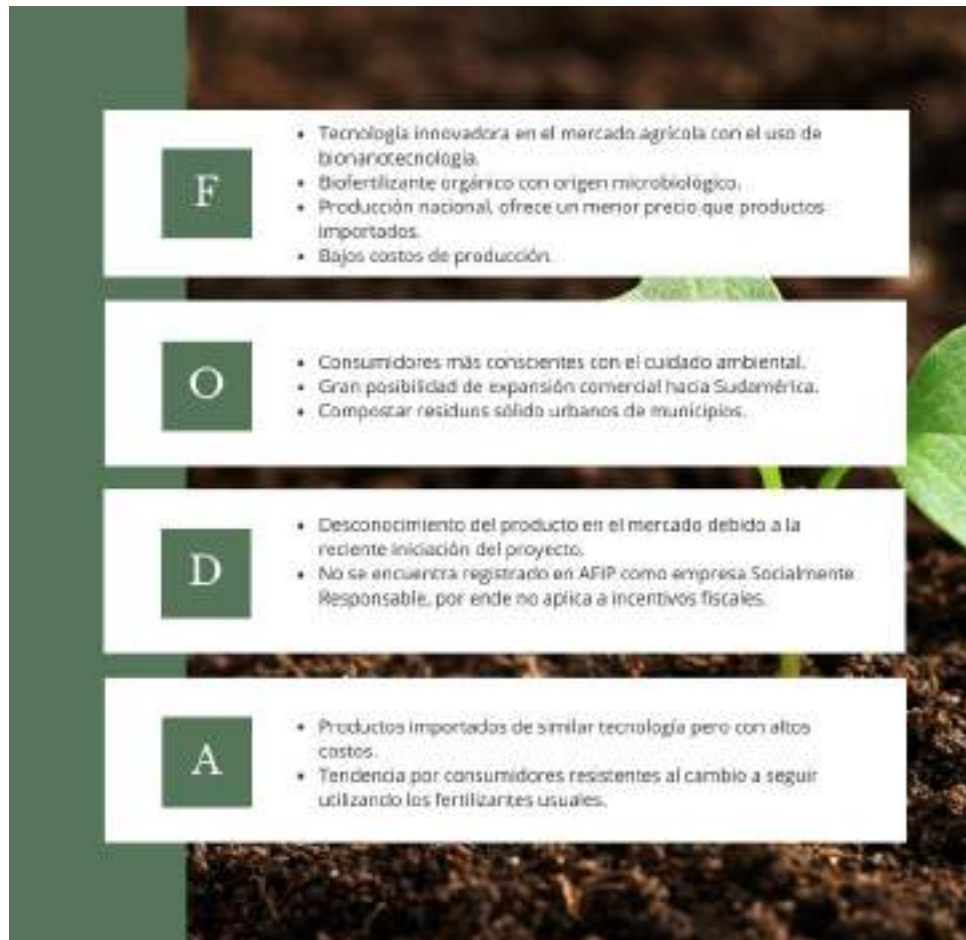 F
• Tecnología innovadora en el mercado agrícola con el uso de
bionanotecnología.
• Biofertilizante orgánico con origen microbiológico.
• Producción nacional, ofrece un menor precio que productos
importados.
• Bajos costos de producción.
O
• Consumidores más conscientes con el cuidado ambiental.
• Gran posibilidad de expansión comercial hacia Sudamérica.
• Compostar residuos sólido urbanos de municipios.
D
• Desconocimiento del producto en el mercado debido a la
reciente iniciación del proyecto.
• No se encuentra registrado en AFIP como empresa Socialmente
Responsable, por ende no aplica a incentivos fiscales.
A
• Productos importados de similar tecnología pero con altos
costos.
• Tendencia por consumidores resistentes al cambio a seguir
utilizando los fertilizantes usuales.